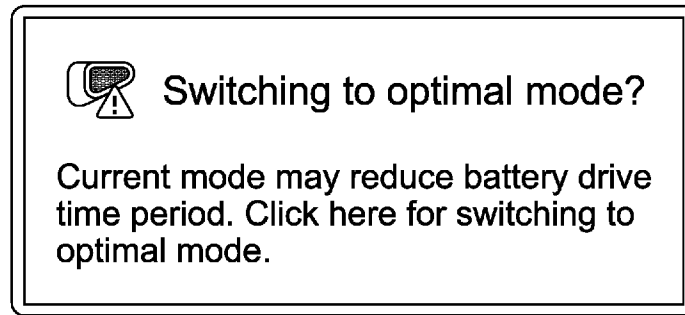 Switching to optimal mode?
Current mode may reduce battery drive
time period. Click here for switching to
optimal mode.